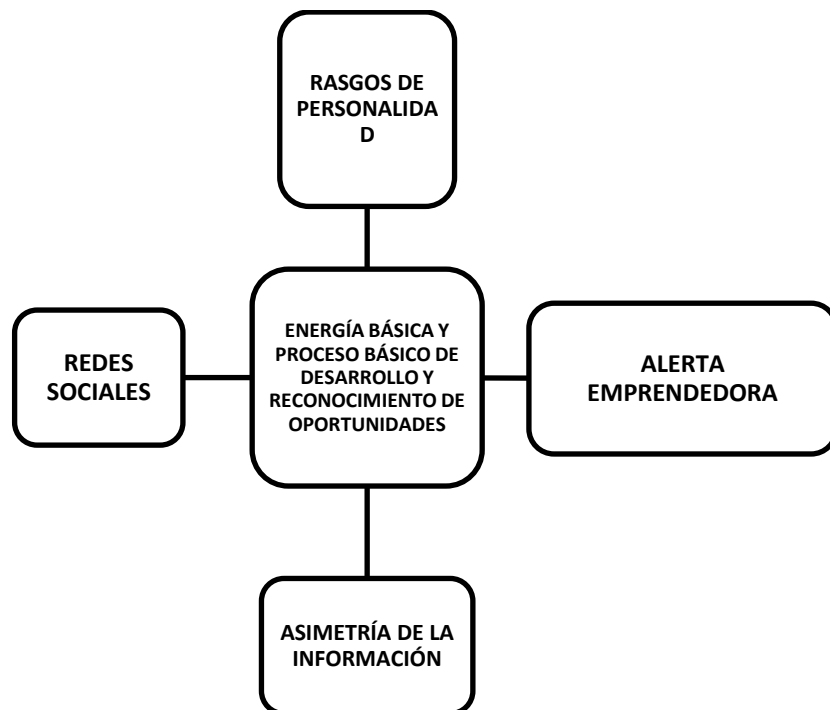 RASGOS DE
PERSONALIDA
D
REDES
SOCIALES
ENERGÍA BÁSICA Y
PROCESO BÁSICO DE
DESARROLLO Y
RECONOCIMIENTO DE
OPORTUNIDADES
ALERTA
EMPRENDEDORA
ASIMETRÍA DE LA
INFORMACIÓN